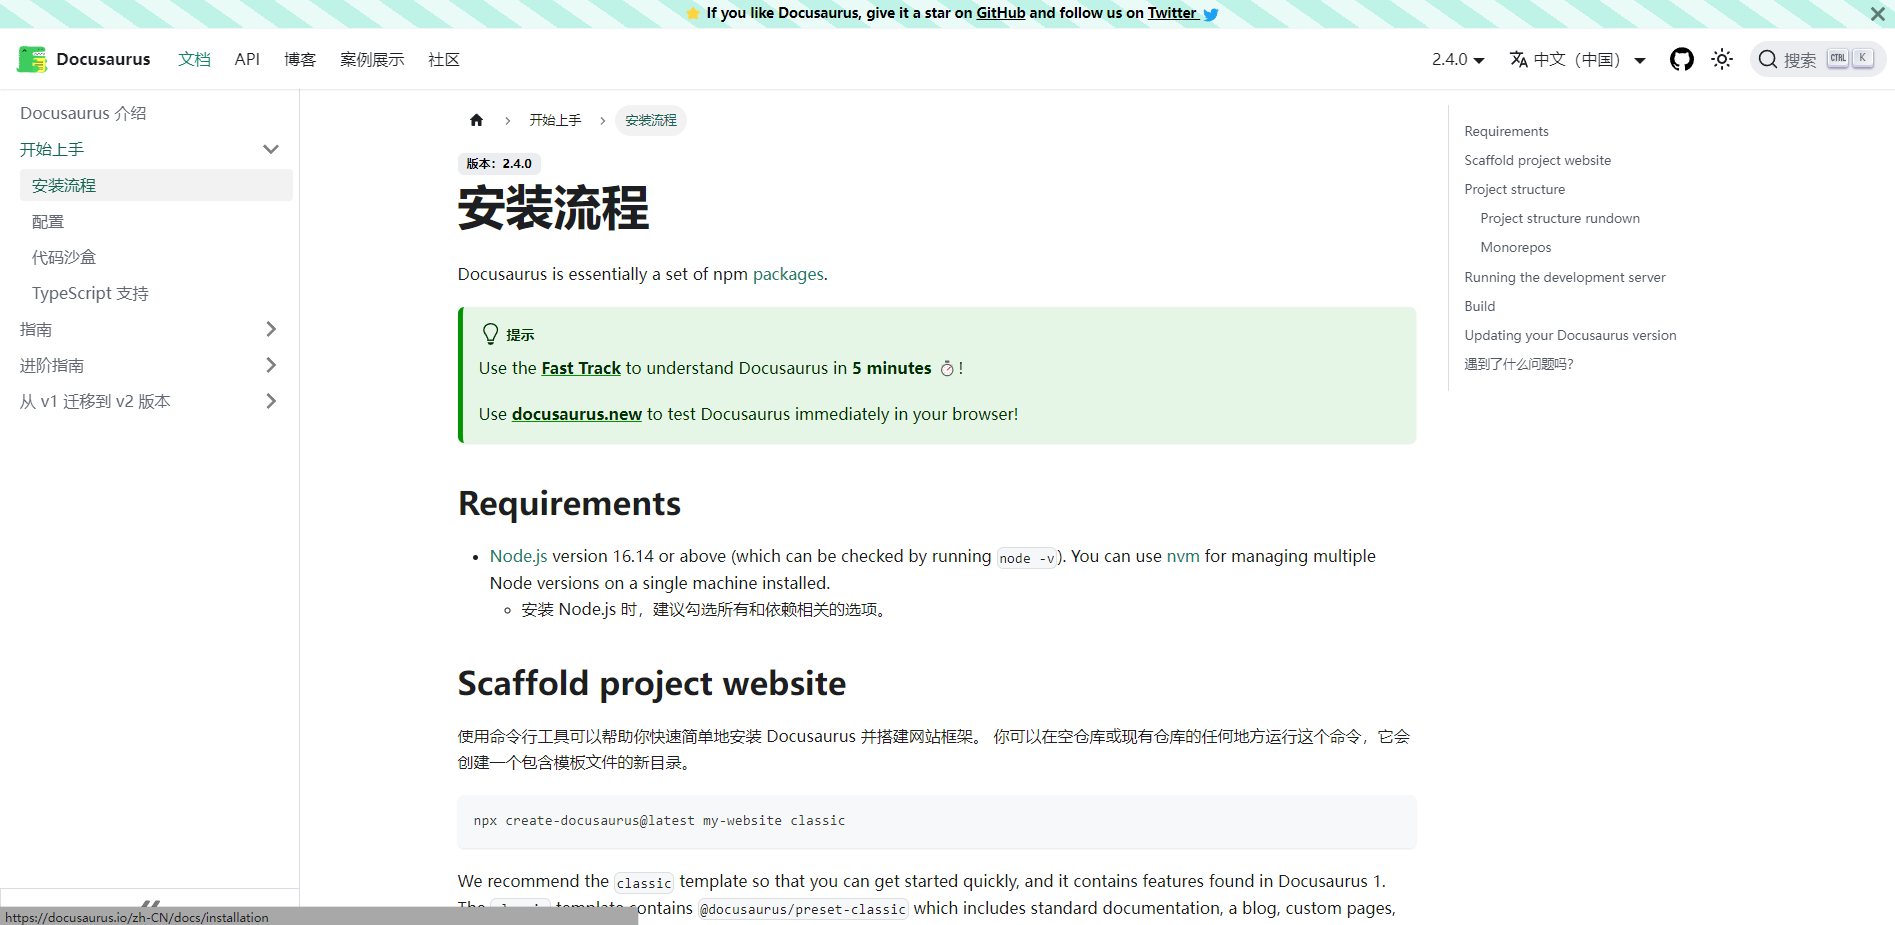 ⭐ If you like Docusaurus, give it a star on GitHub and follow us on Twitter
Docusaurus 文档 API 博客 案例展示 社区 2.4.0 中文（中国） 搜索 CTRL K
Docusaurus 介绍
开始上手
安装流程
配置
代码沙盒
TypeScript 支持
指南
进阶指南
从 v1 迁移到 v2 版本
开始上手 > 安装流程
版本：2.4.0
安装流程
Docusaurus is essentially a set of npm packages.
提示
Use the Fast Track to understand Docusaurus in 5 minutes ⏱ !
Use docusaurus.new to test Docusaurus immediately in your browser!
Requirements
• Node.js version 16.14 or above (which can be checked by running node -v). You can use nvm for managing multiple
Node versions on a single machine installed.
◦ 安装 Node.js 时，建议勾选所有和依赖相关的选项。
Scaffold project website
使用命令行工具可以帮助你快速简单地安装 Docusaurus 并搭建网站框架。 你可以在空仓库或现有仓库的任何地方运行这个命令，它会
创建一个包含模板文件的新目录。
npx create-docusaurus@latest my-website classic
We recommend the classic template so that you can get started quickly, and it contains features found in Docusaurus 1.
The classic template contains @docusaurus/preset-classic which includes standard documentation, a blog, custom pages,
Requirements
Scaffold project website
Project structure
Project structure rundown
Monorepos
Running the development server
Build
Updating your Docusaurus version
遇到了什么问题吗?
https://docusaurus.io/zh-CN/docs/installation